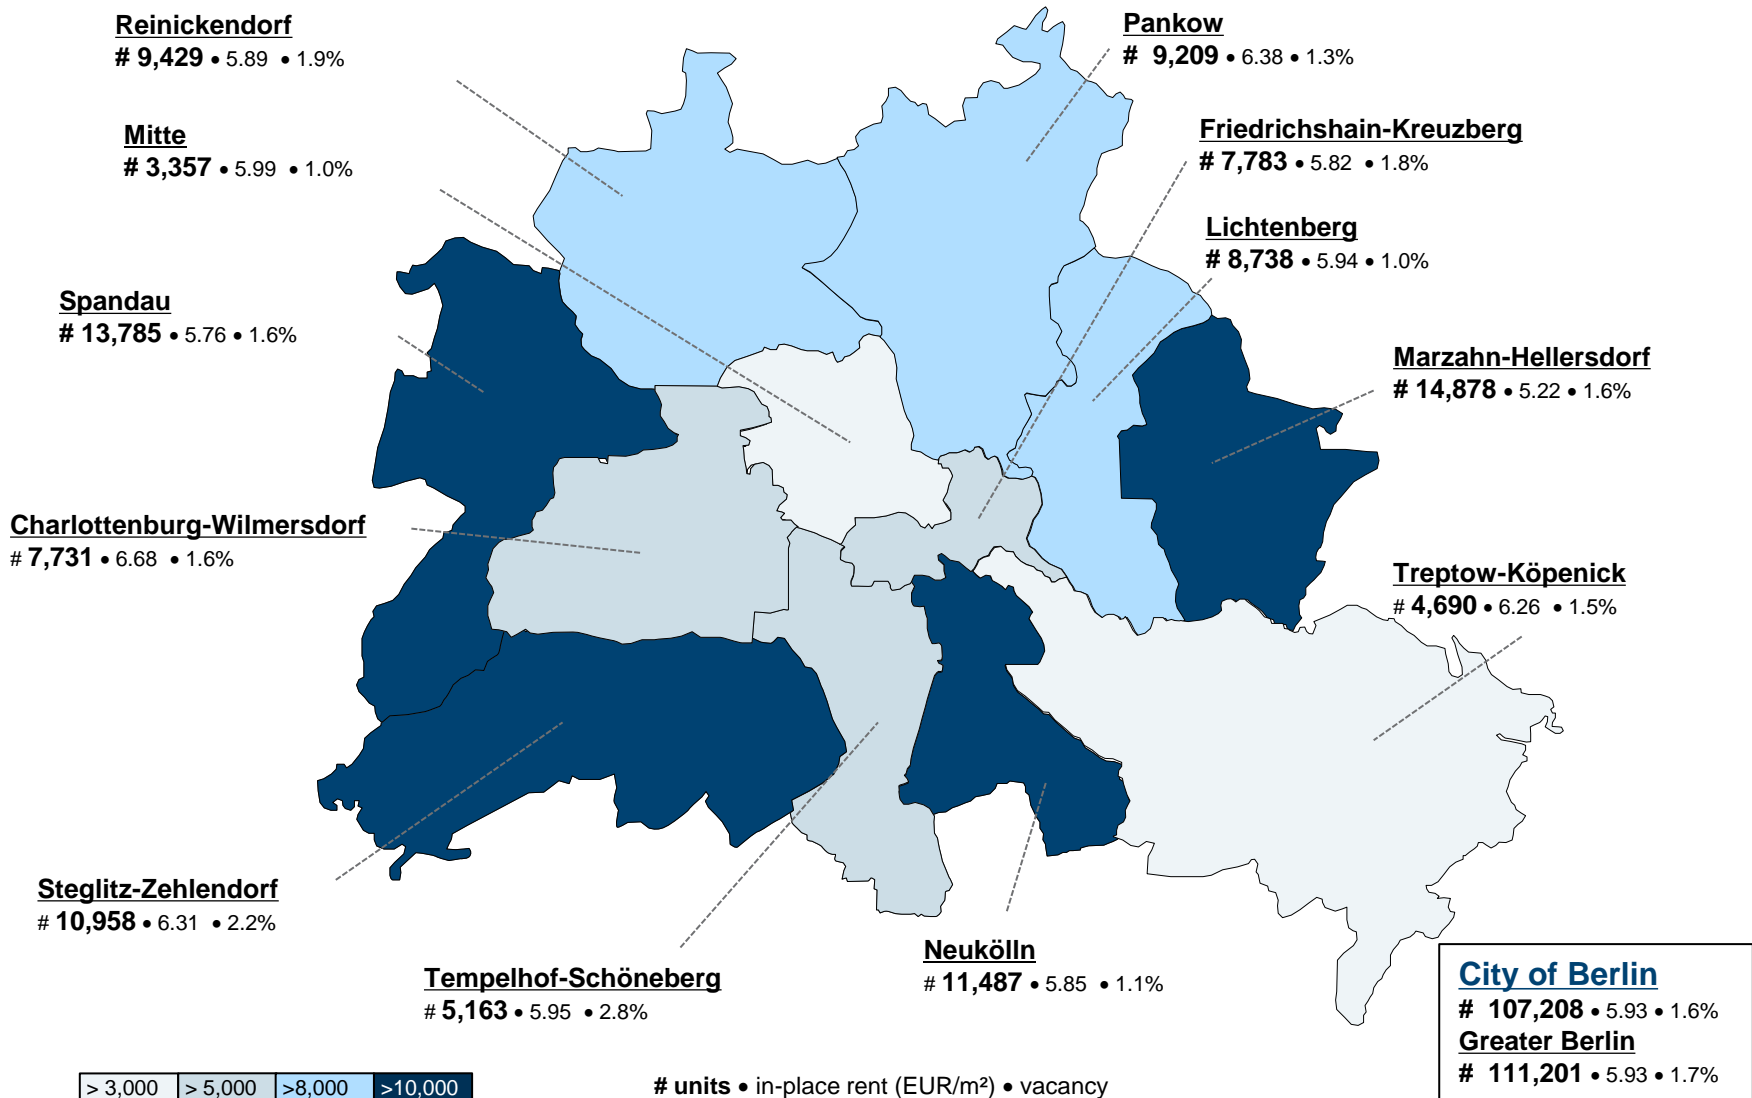 Reinickendorf
# 9,429 • 5.89 • 1.9%
Pankow
# 9,209 • 6.38 • 1.3%
Mitte
# 3,357 • 5.99 • 1.0%
Friedrichshain-Kreuzberg
# 7,783 • 5.82 • 1.8%
Lichtenberg
# 8,738 • 5.94 • 1.0%
Spandau
# 13,785 • 5.76 • 1.6%
Marzahn-Hellersdorf
# 14,878 • 5.22 • 1.6%
Charlottenburg-Wilmersdorf
# 7,731 • 6.68 • 1.6%
Treptow-Köpenick
# 4,690 • 6.26 • 1.5%
Steglitz-Zehlendorf
# 10,958 • 6.31 • 2.2%
Tempelhof-Schöneberg
# 5,163 • 5.95 • 2.8%
Neukölln
# 11,487 • 5.85 • 1.1%
City of Berlin
# 107,208 • 5.93 • 1.6%
Greater Berlin
# 111,201 • 5.93 • 1.7%
> 3,000 > 5,000 >8,000 >10,000
# units • in-place rent (EUR/m²) • vacancy